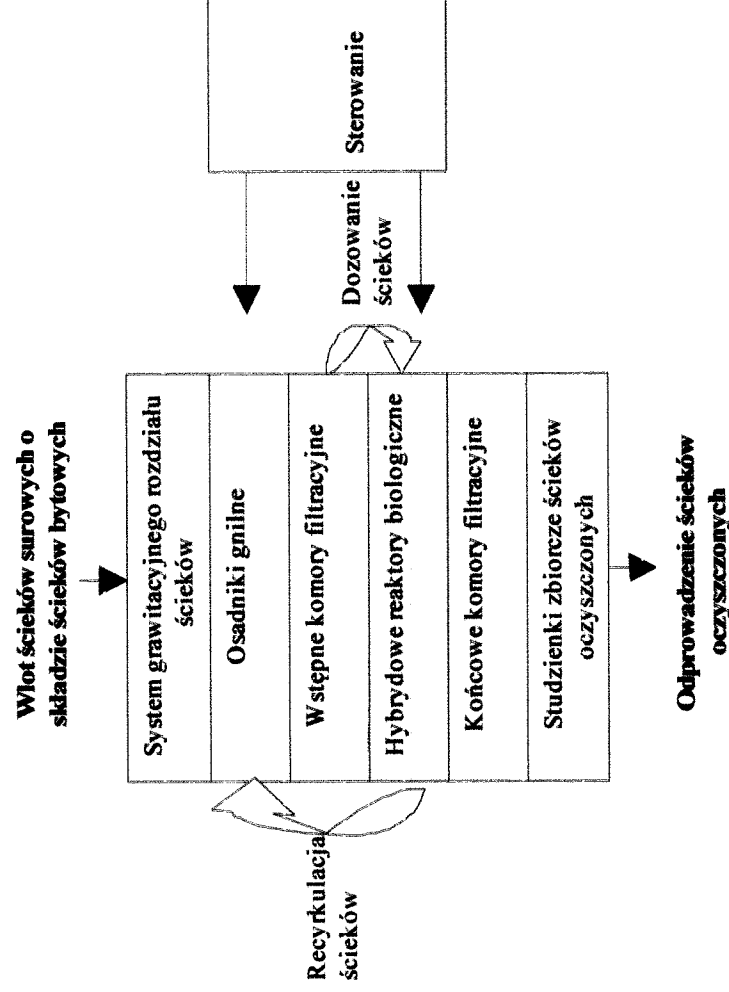 Wlot ścieków surowych o
składzie ścieków bytowych
System grawitacyjnego rozdziału
ścieków
Osadniki gnilne
Wstępne komory filtracyjne
Hybrydowe reaktory biologiczne
Końcowe komory filtracyjne
Studzienki zbiorcze ścieków
oczyszczonych
Recyrkulacja
ścieków
Dozowanie
ścieków
Sterowanie
Odprowadzenie ścieków
oczyszczonych